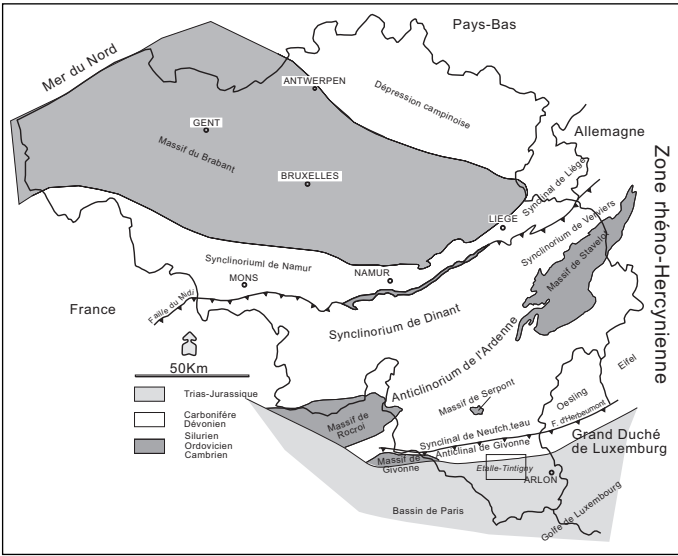 Pays-Bas
Mer du Nord
ANTWERPEN
Dépression campinoise
GENT
Massif du Brabant
Allemagne
BRUXELLES
Zone rhéno-Hercynienne
Synclinal de Liège
LIEGE
Synclinorium de Verviers
Massif de Stavelot
Synclinoriuml de Namur
NAMUR
MONS
Faille du Midi
France
Synclinorium de Dinant
50Km
Anticlinorium de l'Ardenne
Eifel
Oesling
Massif de Serpont
Trias-Jurassique
Carbonifére
Dévonien
Silurien
Ordovicien
Cambrien
Massif de
Rocroi
Synclinal de Neufch.teau
F. d'Herbeumont
Anticlinal de Givonne
Grand Duché
de Luxemburg
Massif de
Givonne
Etalle-Tintigny
ARLON
Bassin de Paris
Golfe de Luxembourg